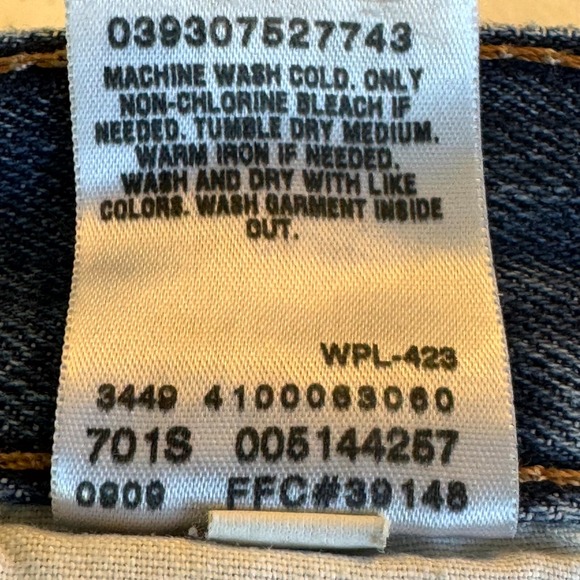 039307527743
MACHINE WASH COLD. ONLY
NON-CHLORINE BLEACH IF
NEEDED. TUMBLE DRY MEDIUM.
WARM IRON IF NEEDED.
WASH AND DRY WITH LIKE
COLORS. WASH GARMENT INSIDE
OUT.
WPL-423
3449 4100063060
701S 005144257
0909 FFC#39148